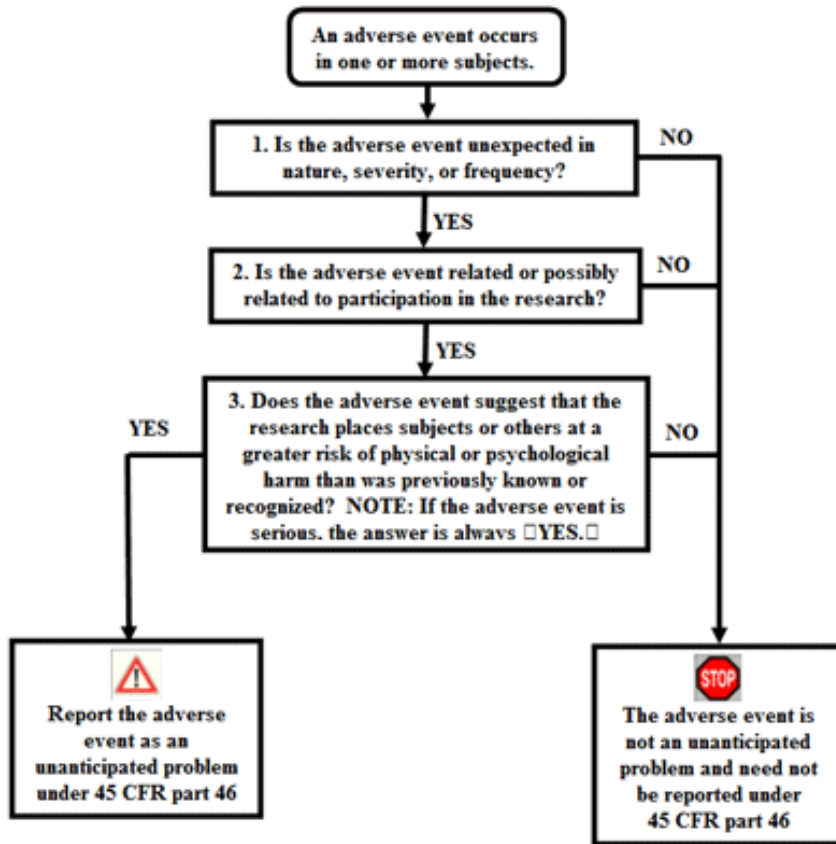 An adverse event occurs
in one or more subjects.
1. Is the adverse event unexpected in
nature, severity, or frequency?
NO
YES
2. Is the adverse event related or possibly
related to participation in the research?
NO
YES
3. Does the adverse event suggest that the
research places subjects or others at a
greater risk of physical or psychological
harm than was previously known or
recognized? NOTE: If the adverse event is
serious. the answer is always □YES.□
YES
NO
Report the adverse
event as an
unanticipated problem
under 45 CFR part 46
STOP
The adverse event is
not an unanticipated
problem and need not
be reported under
45 CFR part 46